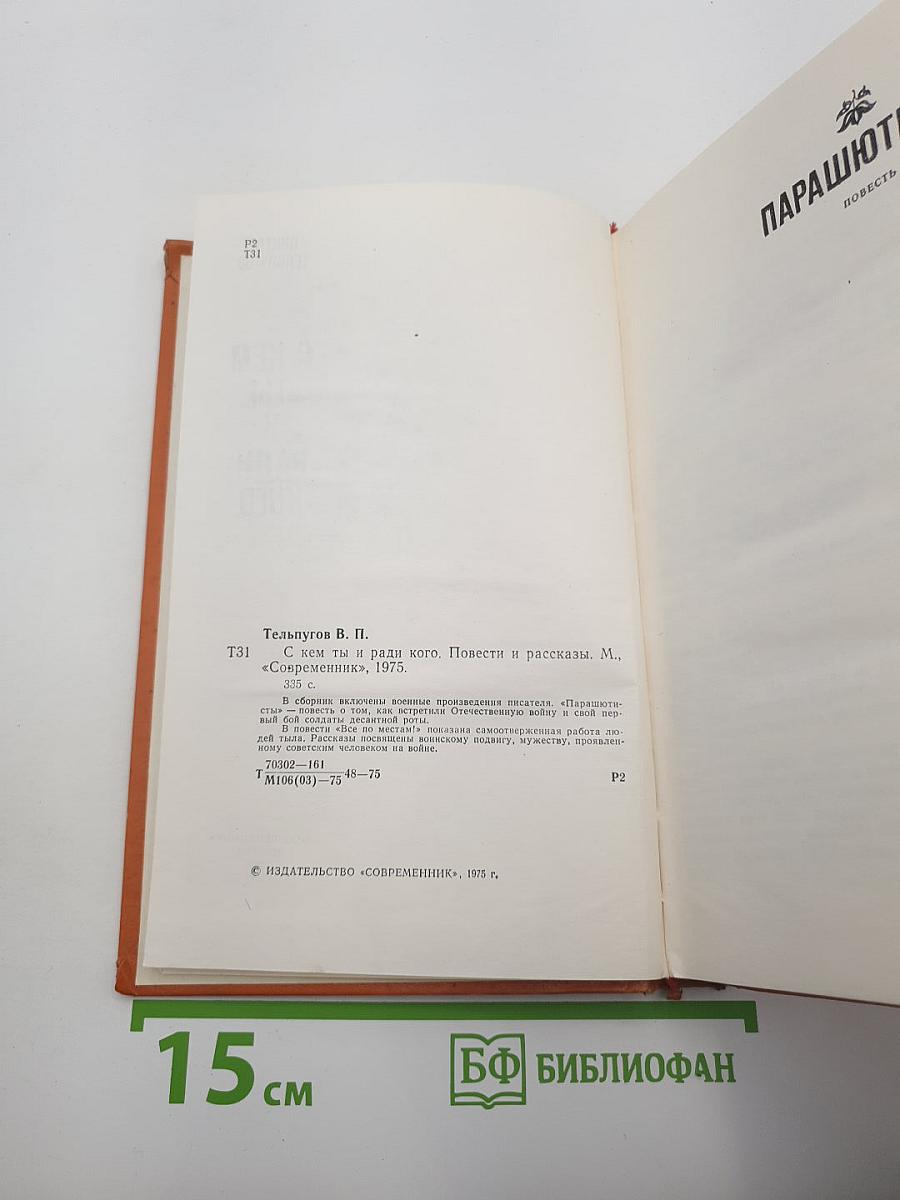 Р2
Т31
Тельпугов В. П.
Т31 С кем ты и ради кого. Повести и рассказы. М.,
«Современник», 1975.
335 с.
В сборник включены военные произведения писателя. «Парашюти-
сты» — повесть о том, как встретили Отечественную войну и свой пер-
вый бой солдаты десантной роты.
В повести «Все по местам!» показана самоотверженная работа лю-
дей тыла. Рассказы посвящены воинскому подвигу, мужеству, проявлен-
ному советским человеком на войне.
70302—161
Т 48—75
М106(03)—75
Р2
© ИЗДАТЕЛЬСТВО «СОВРЕМЕННИК», 1975 г.
ПАРАШЮТИ
ПОВЕСТЬ
15 см
БФ БИБЛИОФАН